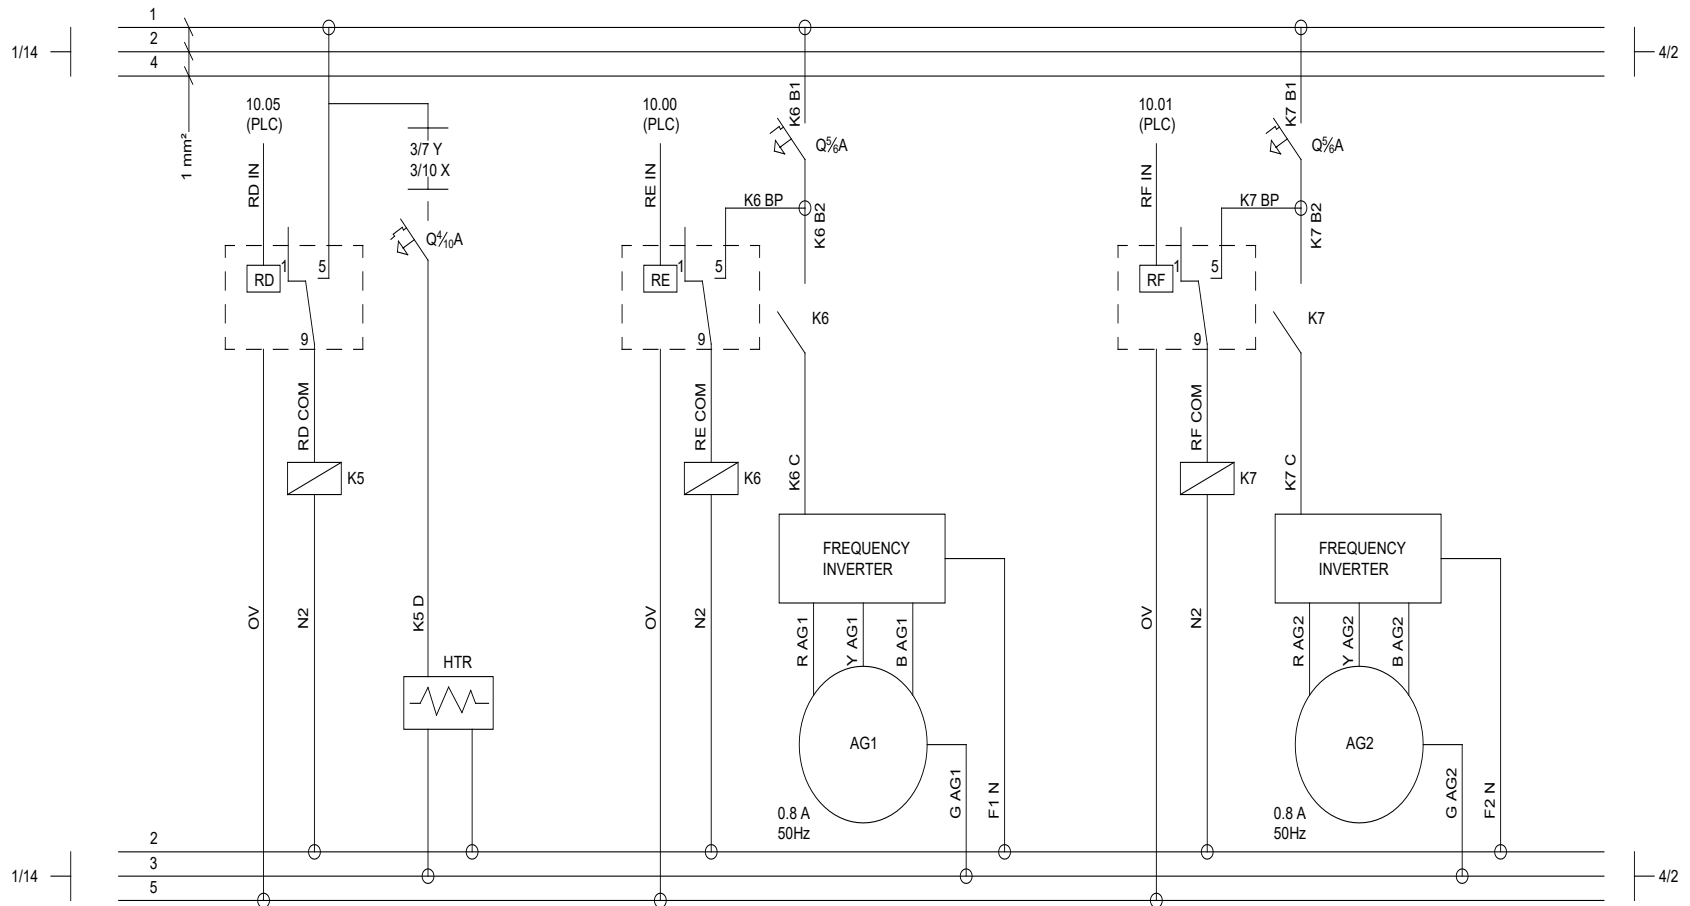 1
2
4
1/14
4/2
1 mm²
10.05
(PLC)
RD IN
3/7 Y
3/10 X
Q⁴⁄₁₀A
RD
1
5
9
RD COM
K5
OV
N2
K5 D
HTR
10.00
(PLC)
RE IN
K6 B1
Q⁵⁄₆A
K6 BP
K6 B2
RE
1
5
9
K6
RE COM
K6
K6 C
FREQUENCY
INVERTER
OV
N2
R AG1
Y AG1
B AG1
AG1
0.8 A
50Hz
G AG1
F1 N
10.01
(PLC)
RF IN
K7 B1
Q⁵⁄₆A
K7 BP
K7 B2
RF
1
5
9
K7
RF COM
K7
K7 C
FREQUENCY
INVERTER
OV
N2
R AG2
Y AG2
B AG2
AG2
0.8 A
50Hz
G AG2
F2 N
2
3
5
1/14
4/2